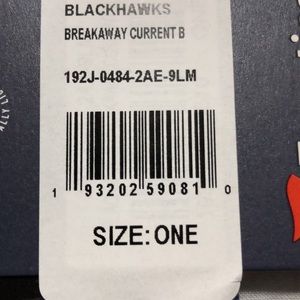 BLACKHAWKS
BREAKAWAY CURRENT B
192J-0484-2AE-9LM
1 93202 59081 0
SIZE: ONE